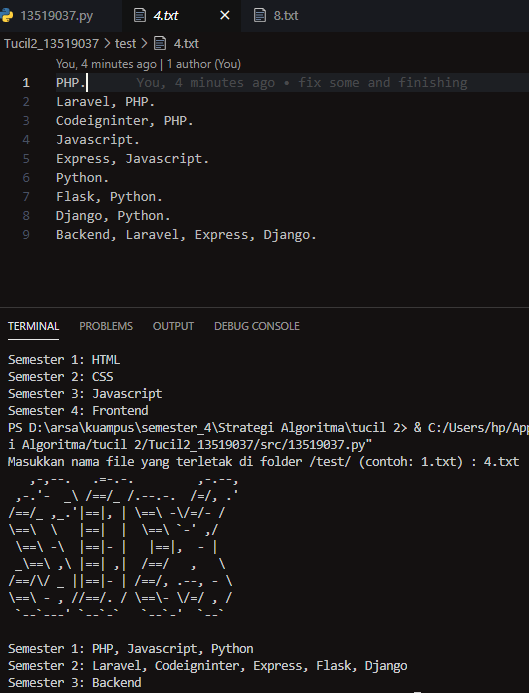 13519037.py 4.txt × 8.txt
Tucil2_13519037 > test > 4.txt
You, 4 minutes ago | 1 author (You)
1 PHP. You, 4 minutes ago • fix some and finishing
2 Laravel, PHP.
3 Codeigninter, PHP.
4 Javascript.
5 Express, Javascript.
6 Python.
7 Flask, Python.
8 Django, Python.
9 Backend, Laravel, Express, Django.
TERMINAL PROBLEMS OUTPUT DEBUG CONSOLE
Semester 1: HTML
Semester 2: CSS
Semester 3: Javascript
Semester 4: Frontend
PS D:\arsa\kuampus\semester_4\Strategi Algoritma\tucil 2> & C:/Users/hp/App
i Algoritma/tucil 2/Tucil2_13519037/src/13519037.py"
Masukkan nama file yang terletak di folder /test/ (contoh: 1.txt) : 4.txt
Semester 1: PHP, Javascript, Python
Semester 2: Laravel, Codeigninter, Express, Flask, Django
Semester 3: Backend